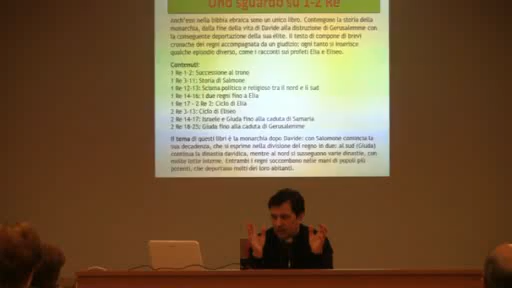 Uno sguardo su 1-2 Re
Anch'essi nella bibbia ebraica sono un unico libro. Contengono la storia della
monarchia, dalla fine della vita di Davide alla distruzione di Gerusalemme con
la conseguente deportazione della sua élite. Il testo di compone di brevi
cronache dei regni accompagnata da un giudizio; ogni tanto si inserisce
qualche episodio diverso, come i racconti sui profeti Elia e Eliseo.
Contenuti:
1 Re 1-2: Successione al trono
1 Re 3-11: Storia di Salmone
1 Re 12-13: Scisma politico e religioso tra il nord e il sud
1 Re 14-16: I due regni fino a Elia
1 Re 17 - 2 Re 2: Ciclo di Elia
2 Re 3-13: Ciclo di Eliseo
2 Re 14-17: Israele e Giuda fino alla caduta di Samaria
2 Re 18-25: Giuda fino alla caduta di Gerusalemme
Il tema di questi libri è la monarchia dopo Davide: con Salomone comincia la
sua decadenza, che si esprime nella divisione del regno in due: al sud (Giuda)
continua la dinastia davidica, mentre al nord si susseguono varie dinastie, con
molte lotte interne. Entrambi i regni soccombono nelle mani di popoli più
potenti, che deportano molti dei loro abitanti.